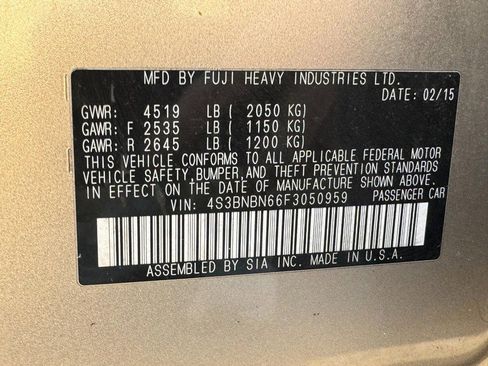 MFD BY FUJI HEAVY INDUSTRIES LTD.
DATE: 02/15
GVWR: 4519 LB ( 2050 KG)
GAWR: F 2535 LB ( 1150 KG)
GAWR: R 2645 LB ( 1200 KG)
THIS VEHICLE CONFORMS TO ALL APPLICABLE FEDERAL MOTOR
VEHICLE SAFETY, BUMPER, AND THEFT PREVENTION STANDARDS
IN EFFECT ON THE DATE OF MANUFACTURE SHOWN ABOVE.
VIN: 4S3BNBN66F3050959 PASSENGER CAR
ASSEMBLED BY SIA INC. MADE IN U.S.A.